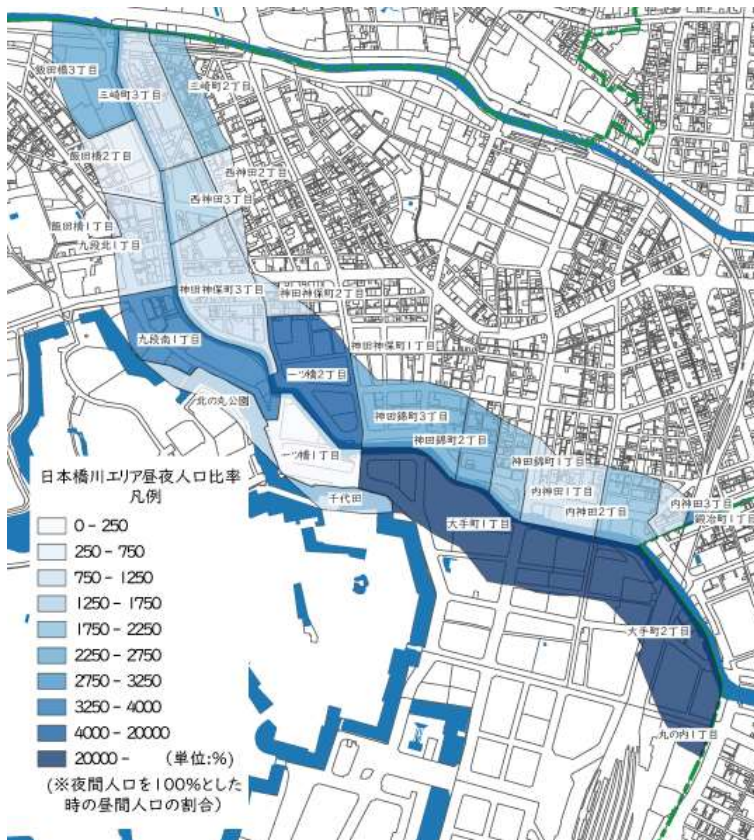 飯田橋3丁目
三崎町3丁目
三崎町2丁目
飯田橋2丁目
西神田2丁目
西神田3丁目
飯田橋1丁目
九段北1丁目
神田神保町3丁目
神田神保町2丁目
九段南1丁目
神田神保町1丁目
一ツ橋2丁目
北の丸公園
神田錦町3丁目
神田錦町2丁目
一ツ橋1丁目
神田錦町1丁目
千代田
内神田1丁目
内神田2丁目
内神田3丁目
鍛冶町1丁目
大手町1丁目
大手町2丁目
丸の内1丁目
日本橋川エリア昼夜人口比率
凡例
0 - 250
250 - 750
750 - 1250
1250 - 1750
1750 - 2250
2250 - 2750
2750 - 3250
3250 - 4000
4000 - 20000
20000 - (単位:%)
(※夜間人口を100%とした
時の昼間人口の割合)